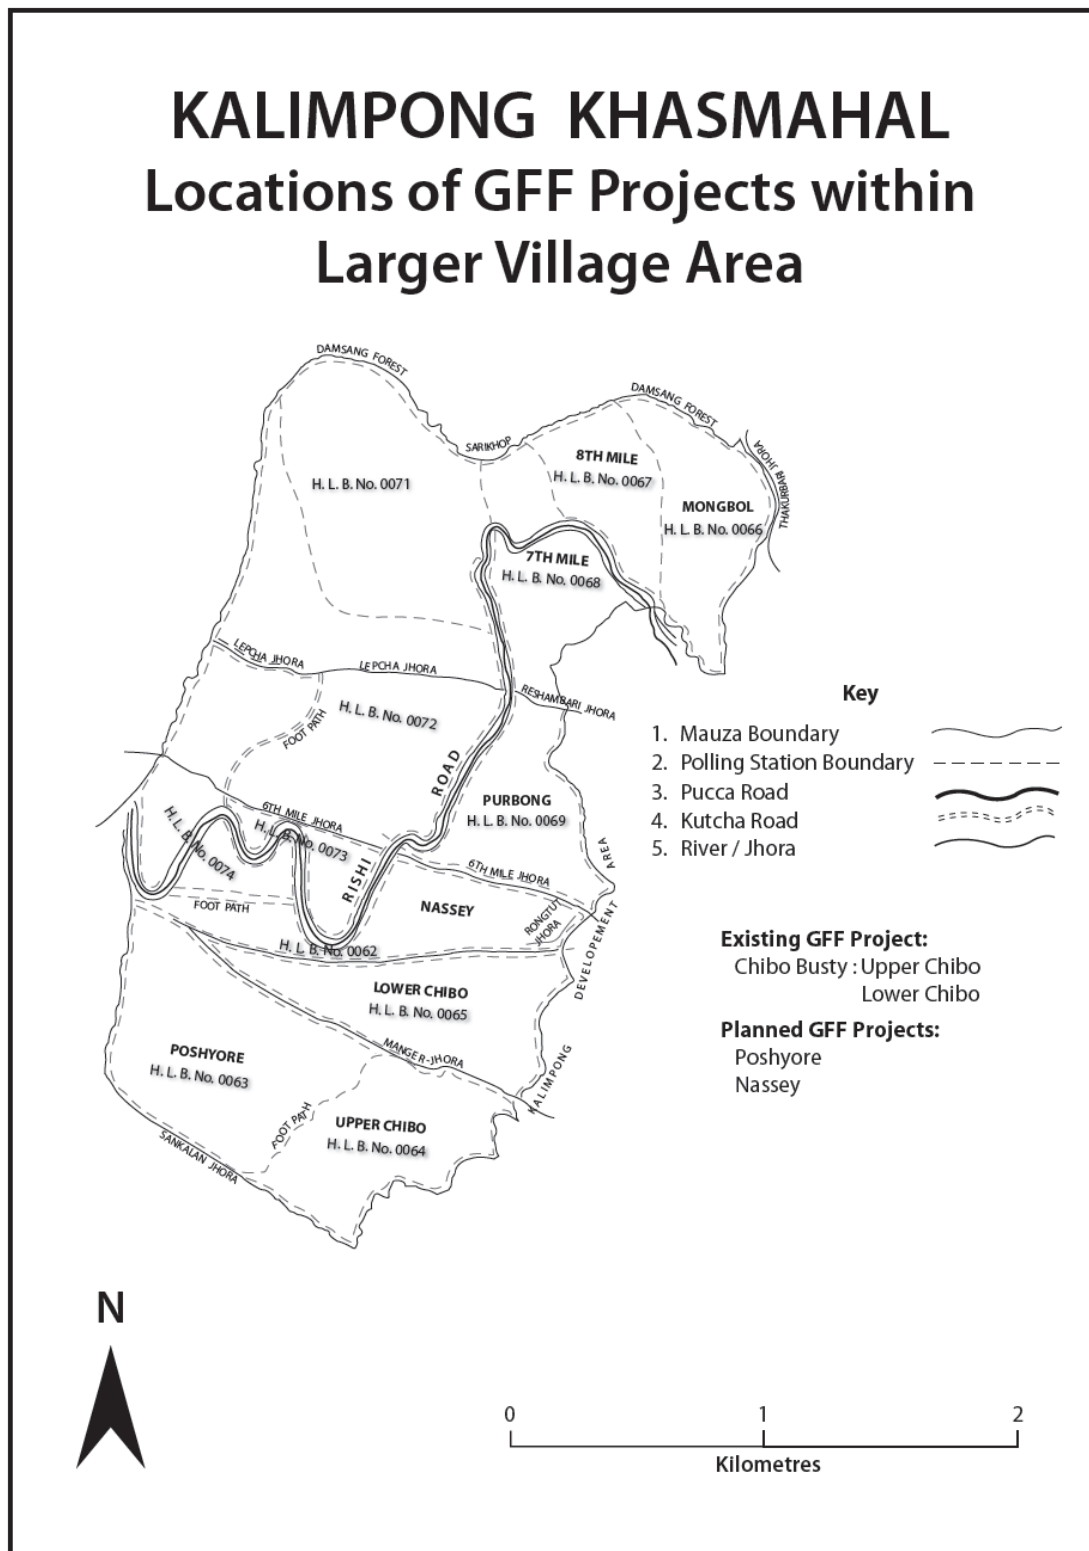 KALIMPONG KHASMAHAL
Locations of GFF Projects within
Larger Village Area
DAMSANG FOREST
DAMSANG FOREST
SARIKHOP
8TH MILE
H. L. B. No. 0067
THAKURBARI JHORA
H. L. B. No. 0071
MONGBOL
H. L. B. No. 0066
7TH MILE
H. L. B. No. 0068
LEPCHA JHORA
LEPCHA JHORA
RESHAMBARI JHORA
H. L. B. No. 0072
FOOT PATH
ROAD
PURBONG
H. L. B. No. 0069
6TH MILE JHORA
H. L. B. No. 0073
H. L. B. No. 0074
RISHI
6TH MILE JHORA
AREA
FOOT PATH
NASSEY
RONGTUT
JHORA
DEVELOPEMENT
H. L. B. No. 0062
LOWER CHIBO
H. L. B. No. 0065
MANGER-JHORA
KALIMPONG
POSHYORE
H. L. B. No. 0063
FOOT PATH
UPPER CHIBO
H. L. B. No. 0064
SANKALAN JHORA
Key
1. Mauza Boundary
2. Polling Station Boundary
3. Pucca Road
4. Kutcha Road
5. River / Jhora
Existing GFF Project:
Chibo Busty : Upper Chibo
Lower Chibo
Planned GFF Projects:
Poshyore
Nassey
N
0 1 2
Kilometres